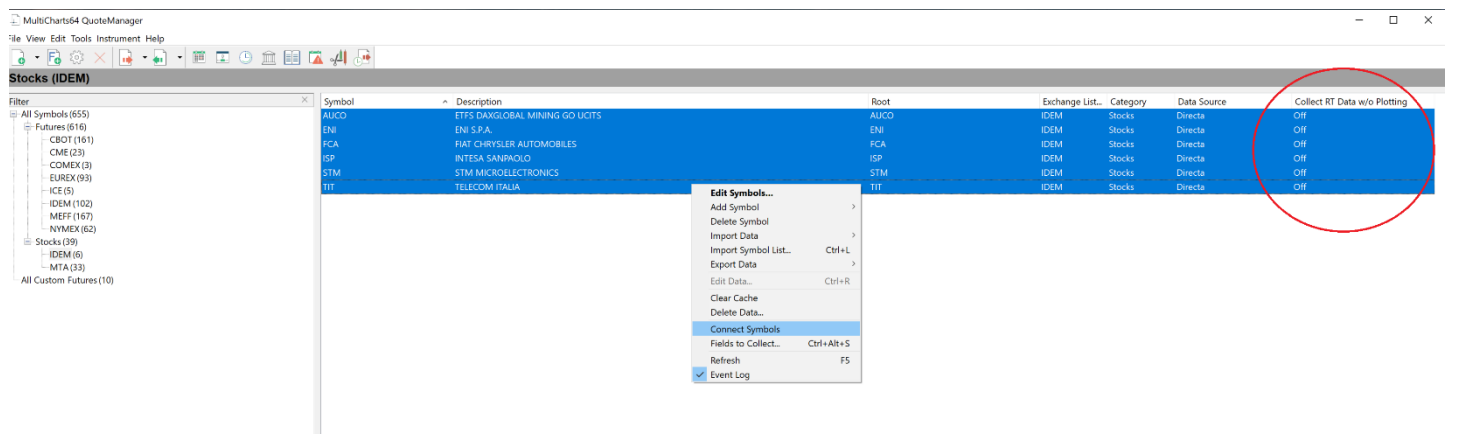 MultiCharts64 QuoteManager
File View Edit Tools Instrument Help
Stocks (IDEM)
Filter
All Symbols (655)
Futures (616)
CBOT (161)
CME (23)
COMEX (3)
EUREX (93)
ICE (5)
IDEM (102)
MEFF (167)
NYMEX (62)
Stocks (39)
IDEM (6)
MTA (33)
All Custom Futures (10)
Symbol Description Root Exchange List... Category Data Source Collect RT Data w/o Plotting
AUCO ETFS DAXGLOBAL MINING GO UCITS AUCO IDEM Stocks Directa Off
ENI ENI S.P.A. ENI IDEM Stocks Directa Off
FCA FIAT CHRYSLER AUTOMOBILES FCA IDEM Stocks Directa Off
ISP INTESA SANPAOLO ISP IDEM Stocks Directa Off
STM STM MICROELECTRONICS STM IDEM Stocks Directa Off
TIT TELECOM ITALIA TIT IDEM Stocks Directa Off
Edit Symbols...
Add Symbol
Delete Symbol
Import Data
Import Symbol List... Ctrl+L
Export Data
Edit Data... Ctrl+R
Clear Cache
Delete Data...
Connect Symbols
Fields to Collect... Ctrl+Alt+S
Refresh F5
Event Log